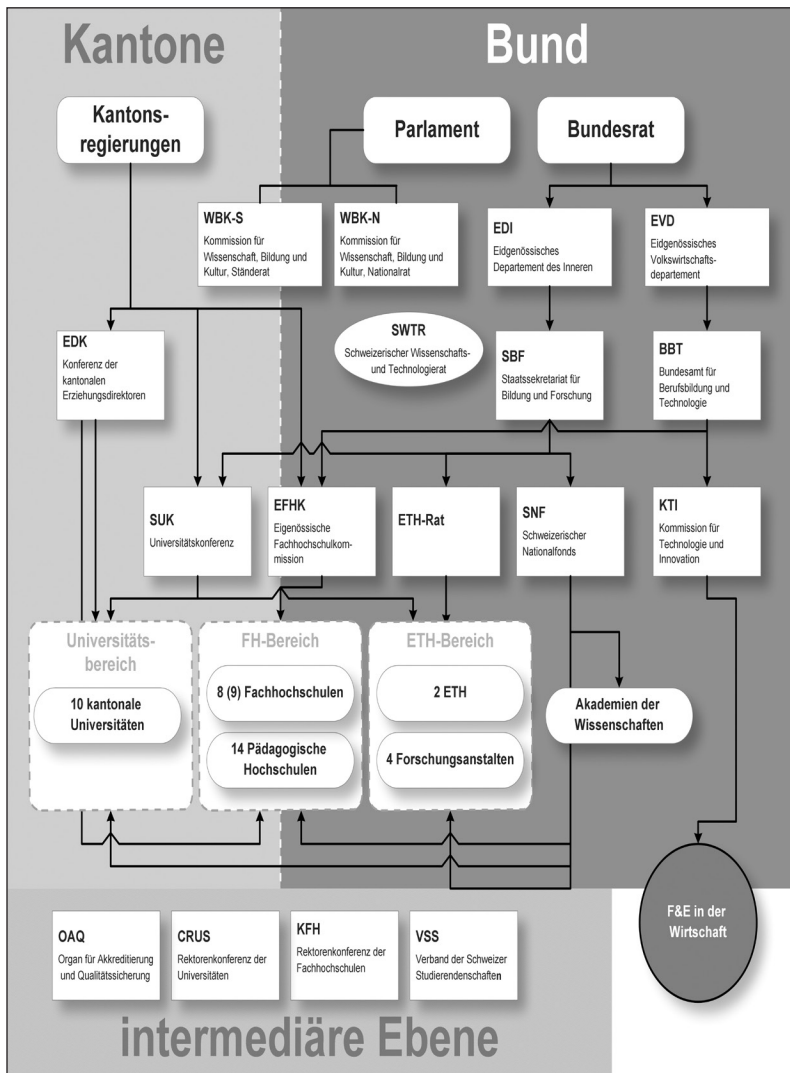 Kantone
Bund
Kantons-
regierungen
Parlament
Bundesrat
WBK-S
Kommission für
Wissenschaft, Bildung und
Kultur, Ständerat
WBK-N
Kommission für
Wissenschaft, Bildung und
Kultur, Nationalrat
EDI
Eidgenössisches
Departement des Inneren
EVD
Eidgenössisches
Volkswirtschafts-
departement
EDK
Konferenz der
kantonalen
Erziehungsdirektoren
SWTR
Schweizerischer Wissenschafts-
und Technologierat
SBF
Staatssekretariat für
Bildung und Forschung
BBT
Bundesamt für
Berufsbildung und
Technologie
SUK
Universitätskonferenz
EFHK
Eigenössische
Fachhochschulkom-
mission
ETH-Rat
SNF
Schweizerischer
Nationalfonds
KTI
Kommission für
Technologie und
Innovation
Universitäts-
bereich
10 kantonale
Universitäten
FH-Bereich
8 (9) Fachhochschulen
14 Pädagogische
Hochschulen
ETH-Bereich
2 ETH
4 Forschungsanstalten
Akademien der
Wissenschaften
F&E in der
Wirtschaft
OAQ
Organ für Akkreditierung
und Qualitätssicherung
CRUS
Rektorenkonferenz der
Universitäten
KFH
Rektorenkonferenz der
Fachhochschulen
VSS
Verband der Schweizer
Studierendenschaften
intermediäre Ebene